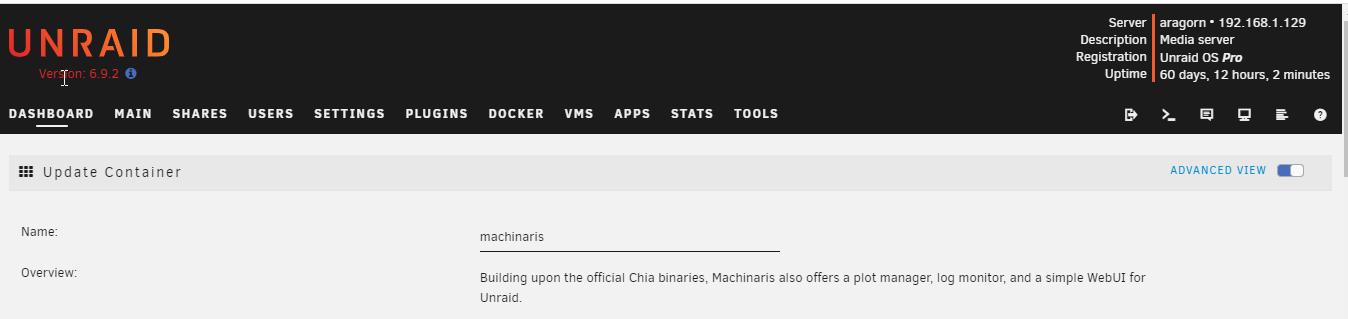 UNRAID
Version: 6.9.2
Server aragorn • 192.168.1.129
Description Media server
Registration Unraid OS Pro
Uptime 60 days, 12 hours, 2 minutes
DASHBOARD MAIN SHARES USERS SETTINGS PLUGINS DOCKER VMS APPS STATS TOOLS
Update Container
ADVANCED VIEW
Name: machinaris
Overview: Building upon the official Chia binaries, Machinaris also offers a plot manager, log monitor, and a simple WebUI for
Unraid.